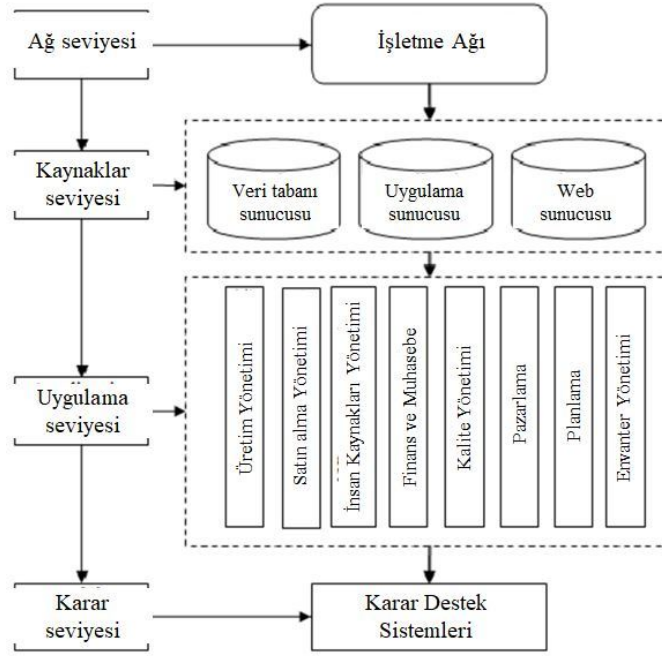 Ağ seviyesi
İşletme Ağı
Kaynaklar
seviyesi
Veri tabanı
sunucusu
Uygulama
sunucusu
Web
sunucusu
Uygulama
seviyesi
Üretim Yönetimi
Satın alma Yönetimi
İnsan Kaynakları Yönetimi
Finans ve Muhasebe
Kalite Yönetimi
Pazarlama
Planlama
Envanter Yönetimi
Karar
seviyesi
Karar Destek
Sistemleri